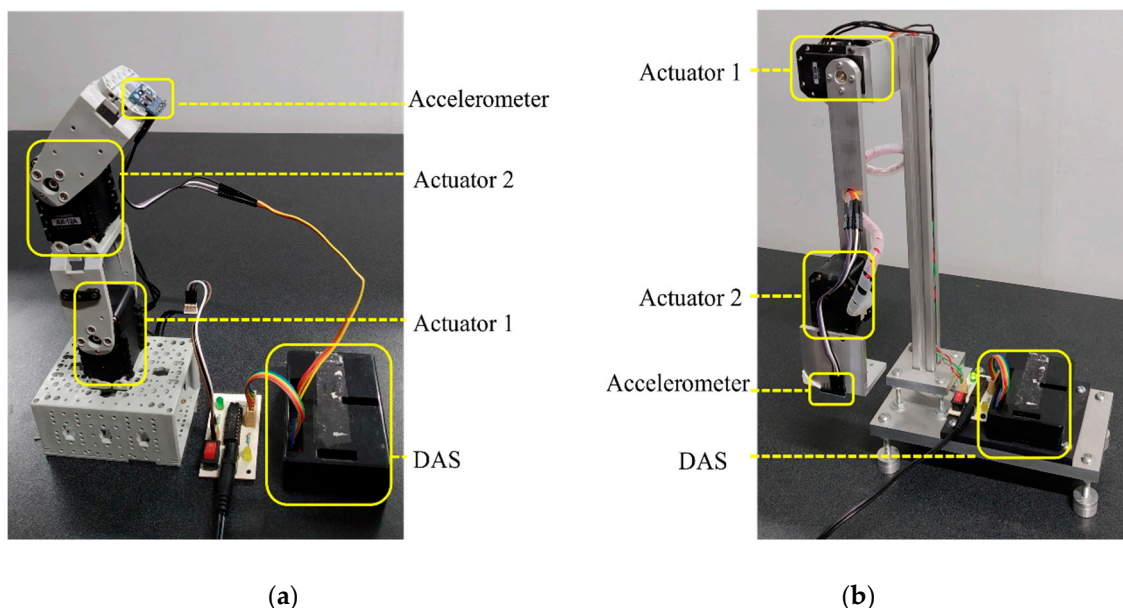 Accelerometer
Actuator 2
Actuator 1
DAS
(a)
Actuator 1
Actuator 2
Accelerometer
DAS
(b)